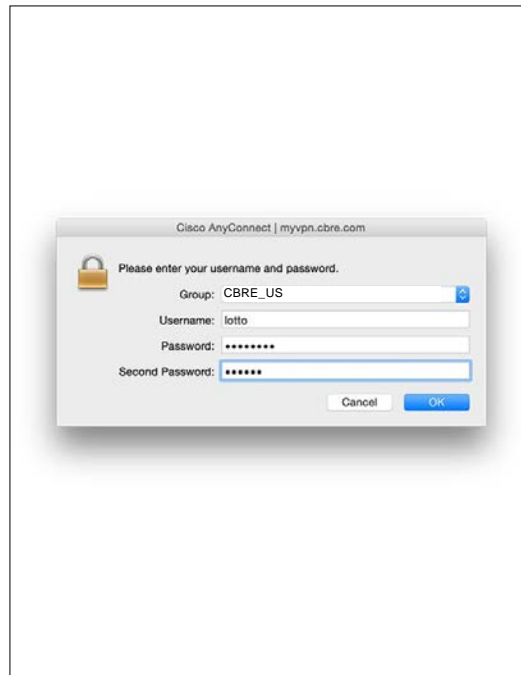 Cisco AnyConnect | myvpn.cbre.com
Please enter your username and password.
Group: CBRE_US
Username: lotto
Password: ••••••••
Second Password: ••••••
Cancel OK